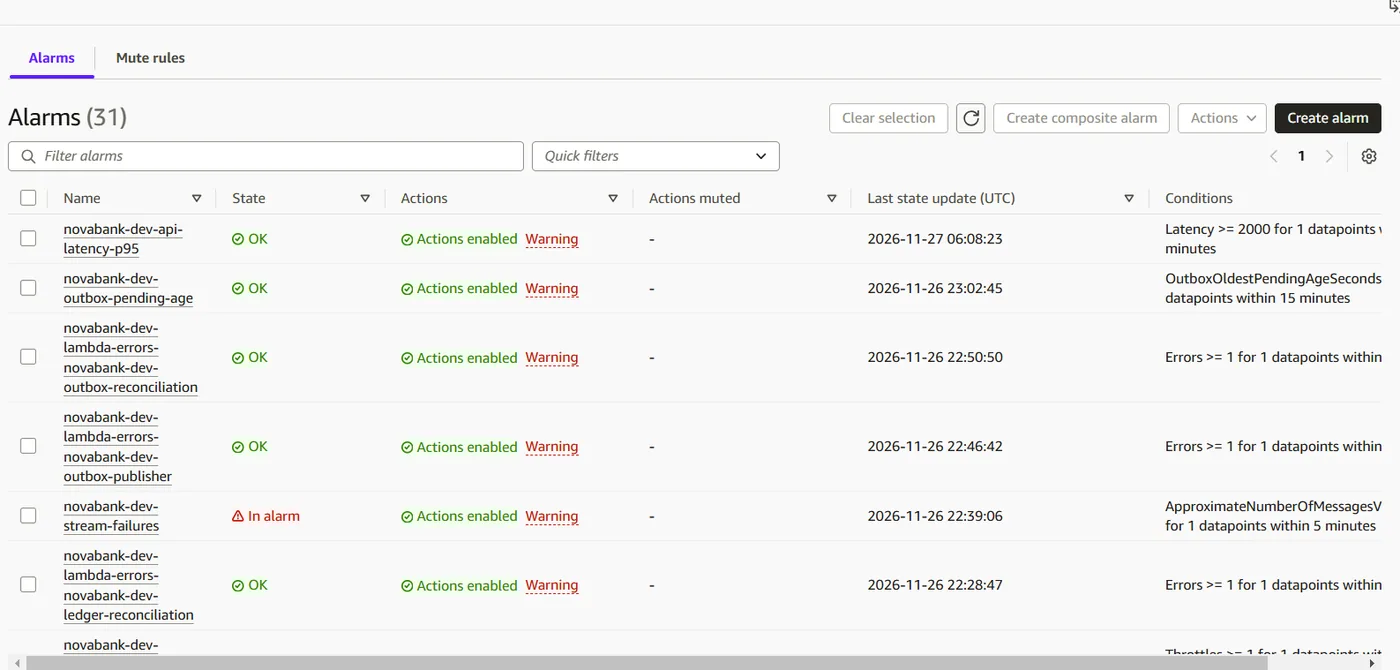 Alarms
Mute rules
Alarms (31)
Clear selection
Create composite alarm
Actions
Create alarm
Filter alarms
Quick filters
1
Name
State
Actions
Actions muted
Last state update (UTC)
Conditions
novabank-dev-api-
latency-p95
OK
Actions enabled Warning
-
2026-11-27 06:08:23
Latency >= 2000 for 1 datapoints
minutes
novabank-dev-
outbox-pending-age
OK
Actions enabled Warning
-
2026-11-26 23:02:45
OutboxOldestPendingAgeSeconds
datapoints within 15 minutes
novabank-dev-
lambda-errors-
novabank-dev-
outbox-reconciliation
OK
Actions enabled Warning
-
2026-11-26 22:50:50
Errors >= 1 for 1 datapoints within
novabank-dev-
lambda-errors-
novabank-dev-
outbox-publisher
OK
Actions enabled Warning
-
2026-11-26 22:46:42
Errors >= 1 for 1 datapoints within
novabank-dev-
stream-failures
In alarm
Actions enabled Warning
-
2026-11-26 22:39:06
ApproximateNumberOfMessagesV
for 1 datapoints within 5 minutes
novabank-dev-
lambda-errors-
novabank-dev-
ledger-reconciliation
OK
Actions enabled Warning
-
2026-11-26 22:28:47
Errors >= 1 for 1 datapoints within
novabank-dev-
Throttles >= 1 for 1 datapoints